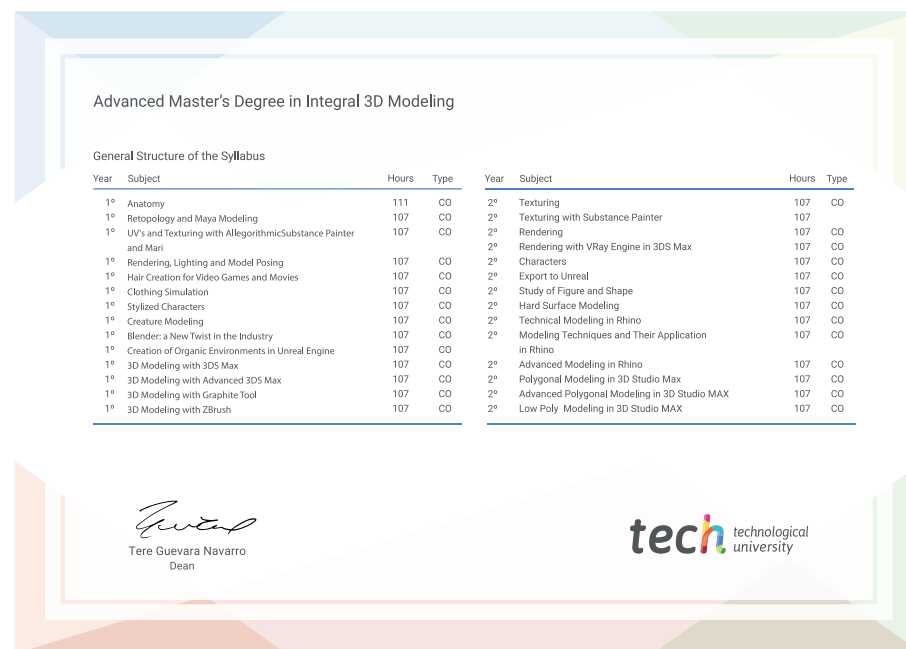 Advanced Master's Degree in Integral 3D Modeling
General Structure of the Syllabus
Year Subject Hours Type
1º Anatomy 111 CO
1º Retopology and Maya Modeling 107 CO
1º UV's and Texturing with AllegorithmicSubstance Painter 107 CO
and Mari
1º Rendering, Lighting and Model Posing 107 CO
1º Hair Creation for Video Games and Movies 107 CO
1º Clothing Simulation 107 CO
1º Stylized Characters 107 CO
1º Creature Modeling 107 CO
1º Blender: a New Twist in the Industry 107 CO
1º Creation of Organic Environments in Unreal Engine 107 CO
1º 3D Modeling with 3DS Max 107 CO
1º 3D Modeling with Advanced 3DS Max 107 CO
1º 3D Modeling with Graphite Tool 107 CO
1º 3D Modeling with ZBrush 107 CO
Year Subject Hours Type
2º Texturing 107 CO
2º Texturing with Substance Painter 107
2º Rendering 107 CO
2º Rendering with VRay Engine in 3DS Max 107 CO
2º Characters 107 CO
2º Export to Unreal 107 CO
2º Study of Figure and Shape 107 CO
2º Hard Surface Modeling 107 CO
2º Technical Modeling in Rhino 107 CO
2º Modeling Techniques and Their Application 107 CO
in Rhino
2º Advanced Modeling in Rhino 107 CO
2º Polygonal Modeling in 3D Studio Max 107 CO
2º Advanced Polygonal Modeling in 3D Studio MAX 107 CO
2º Low Poly Modeling in 3D Studio MAX 107 CO
Tere Guevara Navarro
Dean
tech technological
university